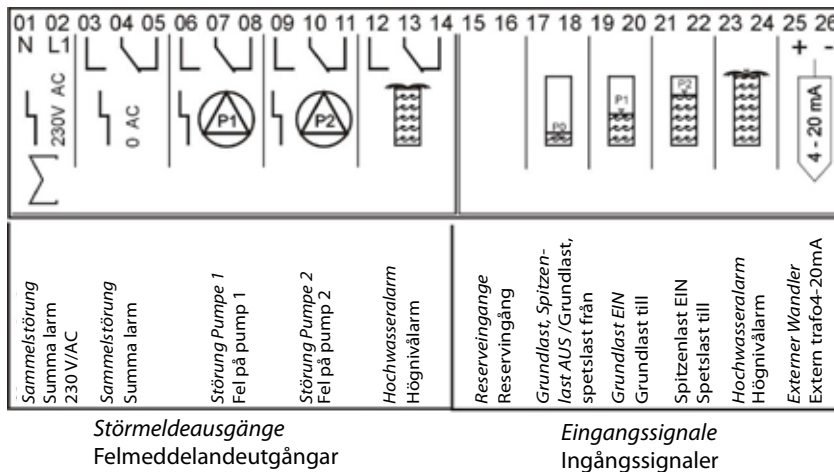 01 02 03 04 05 06 07 08 09 10 11 12 13 14 15 16 17 18 19 20 21 22 23 24 25 26
N L1
+ -
230V AC
0 AC
P1
P2
P0
P1
P2
4 - 20 mA
Sammelstörung
Summa larm
230 V/AC
Sammelstörung
Summa larm
Störung Pumpe 1
Fel på pump 1
Störung Pumpe 2
Fel på pump 2
Hochwasseralarm
Högnivålarm
Reserveingange
Reservingång
Grundlast, Spitzen-
last AUS /Grundlast,
spetslast från
Grundlast EIN
Grundlast till
Spitzenlast EIN
Spetslast till
Hochwasseralarm
Högnivålarm
Externer Wandler
Extern trafo4-20mA
Störmeldeausgänge
Felmeddelandeutgångar
Eingangssignale
Ingångssignaler